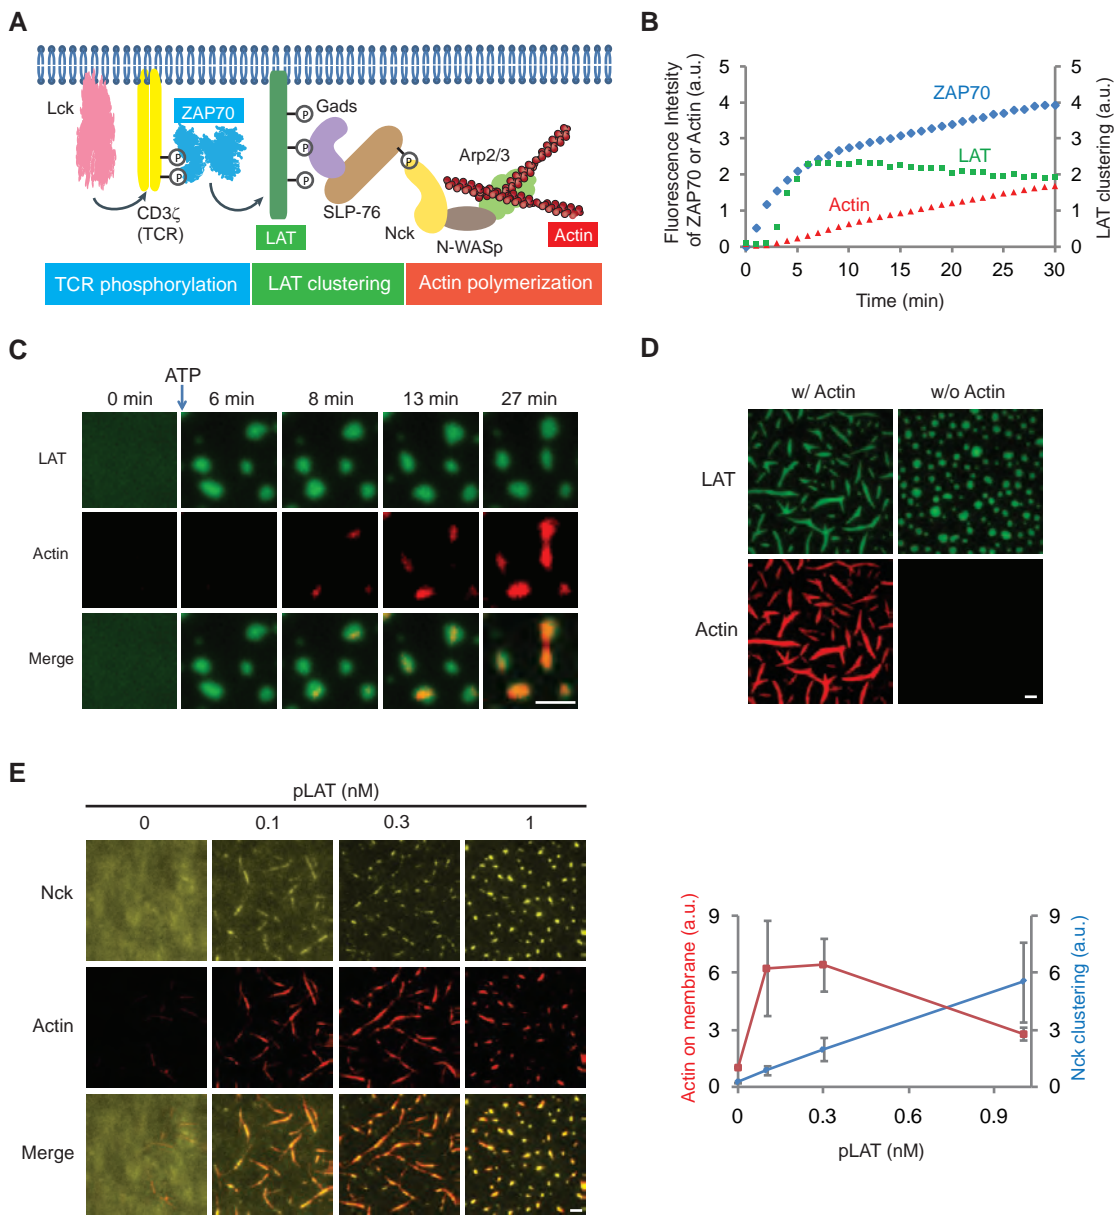 A
Lck
ZAP70
P
P
CD3ζ
(TCR)
P
P
P
LAT
Gads
SLP-76
P
Nck
N-WASp
Arp2/3
Actin
TCR phosphorylation
LAT clustering
Actin polymerization
B
Fluorescence Intelsity
of ZAP70 or Actin (a.u.)
5
4
3
2
1
0
ZAP70
LAT
Actin
5
4
3
2
1
0
LAT clustering (a.u.)
0 5 10 15 20 25 30
Time (min)
C
ATP
0 min 6 min 8 min 13 min 27 min
LAT
Actin
Merge
D
w/ Actin w/o Actin
LAT
Actin
E
pLAT (nM)
0 0.1 0.3 1
Nck
Actin
Merge
Actin on membrane (a.u.)
9
6
3
0
9
6
3
0
Nck clustering (a.u.)
0 0.3 0.6 0.9
pLAT (nM)